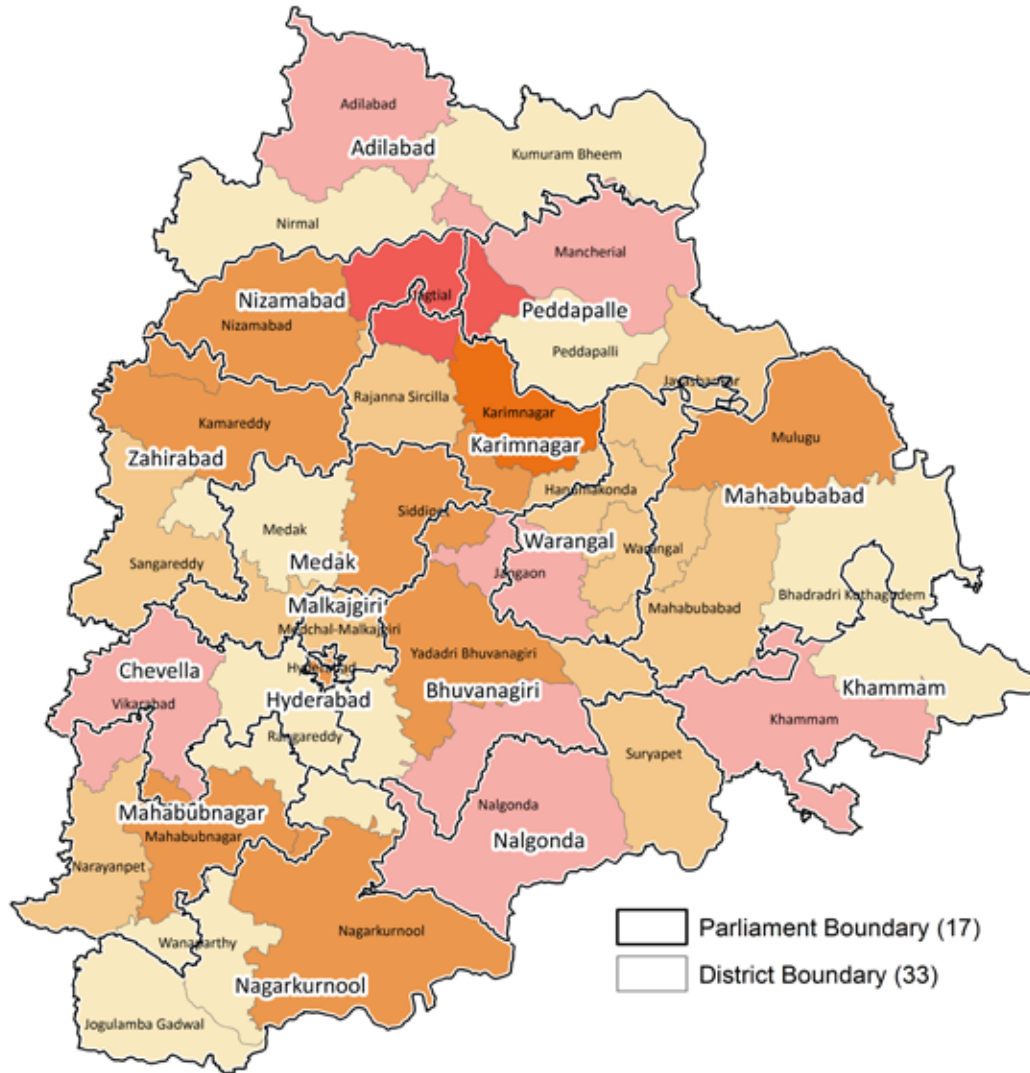 Adilabad
Adilabad
Kumuram Bheem
Nirmal
Mancherial
Nizamabad
Jagtial
Peddapalle
Nizamabad
Peddapalli
Jayashankar
Rajanna Sircilla
Karimnagar
Kamareddy
Karimnagar
Mulugu
Zahirabad
Hanumakonda
Mahabubabad
Siddipet
Medak
Warangal
Warangal
Medak
Sangareddy
Jangaon
Bhadradri Kothagudem
Malkajgiri
Mahabubabad
Medchal-Malkajgiri
Yadadri Bhuvanagiri
Chevella
Hyderabad
Bhuvanagiri
Khammam
Hyderabad
Vikarabad
Khammam
Rangareddy
Suryapet
Nalgonda
Mahabubnagar
Mahabubnagar
Nalgonda
Narayanpet
Parliament Boundary (17)
Nagarkurnool
Wanaparthy
District Boundary (33)
Nagarkurnool
Jogulamba Gadwal